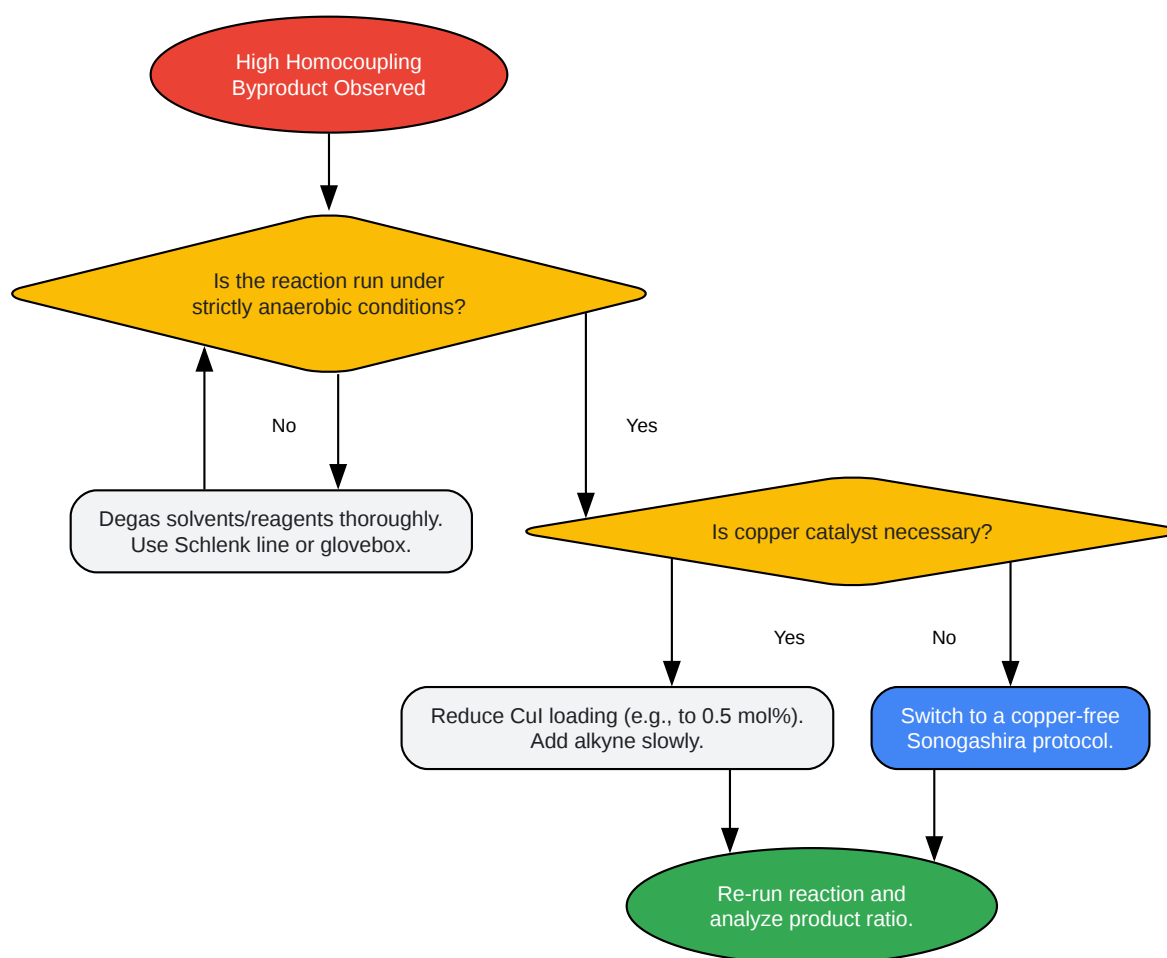 High Homocoupling
Byproduct Observed
Is the reaction run under
strictly anaerobic conditions?
No
Yes
Degas solvents/reagents thoroughly.
Use Schlenk line or glovebox.
Is copper catalyst necessary?
Yes
No
Reduce CuI loading (e.g., to 0.5 mol%).
Add alkyne slowly.
Switch to a copper-free
Sonogashira protocol.
Re-run reaction and
analyze product ratio.